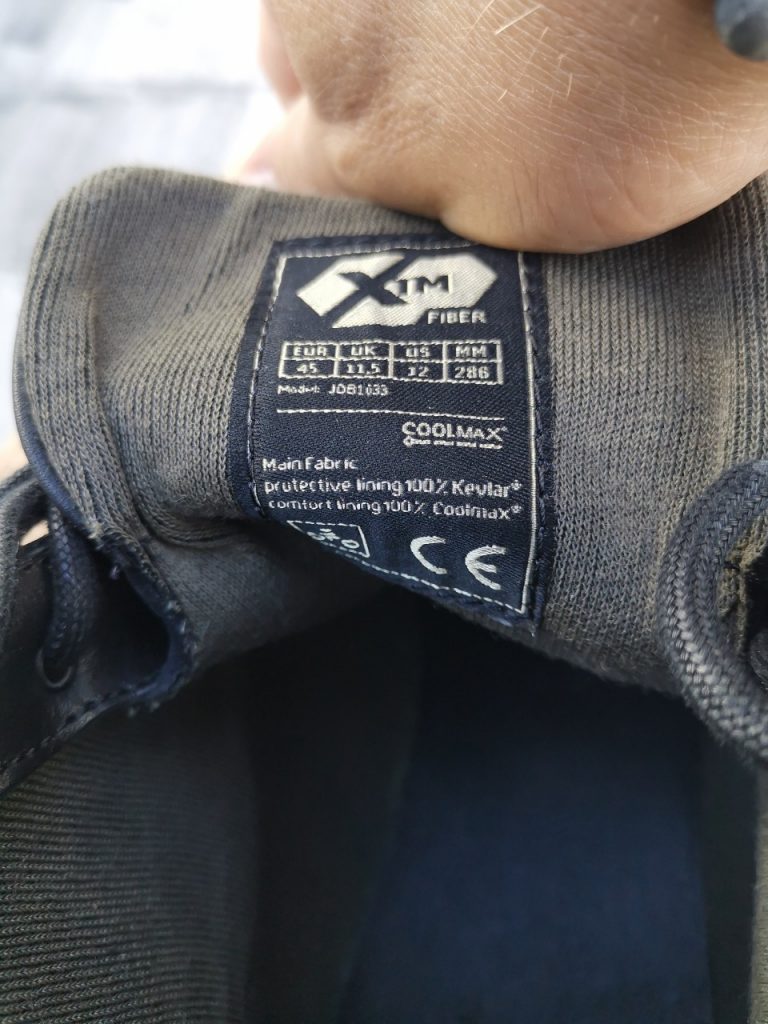 XTM
FIBER
EUR UK US MM
45 11.5 12 286
Model: JOB1033
COOLMAX®
Main Fabric
protective lining 100% Kevlar®
comfort lining 100% Coolmax®
CE